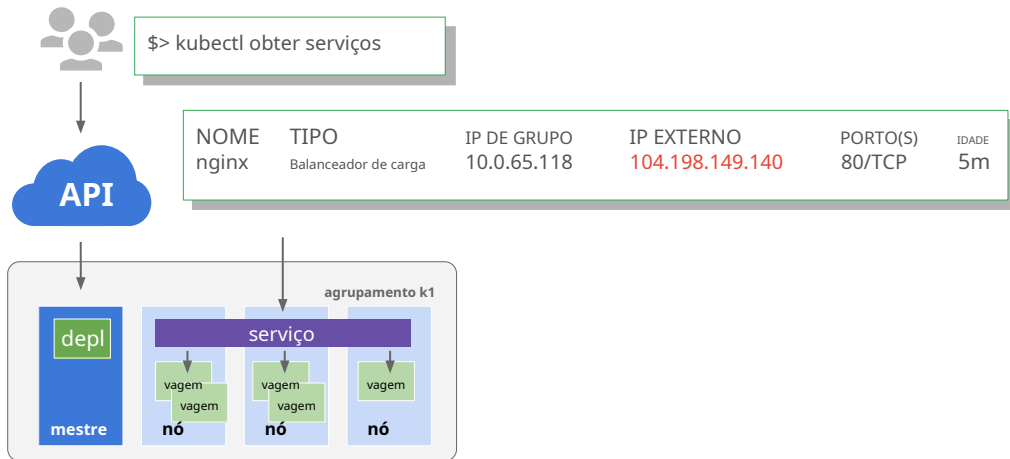 $> kubectl obter serviços
NOME TIPO IP DE GRUPO IP EXTERNO PORTO(S) IDADE
nginx Balanceador de carga 10.0.65.118 104.198.149.140 80/TCP 5m
API
agrupamento k1
depl
serviço
vagem vagem vagem
vagem vagem
mestre nó nó nó